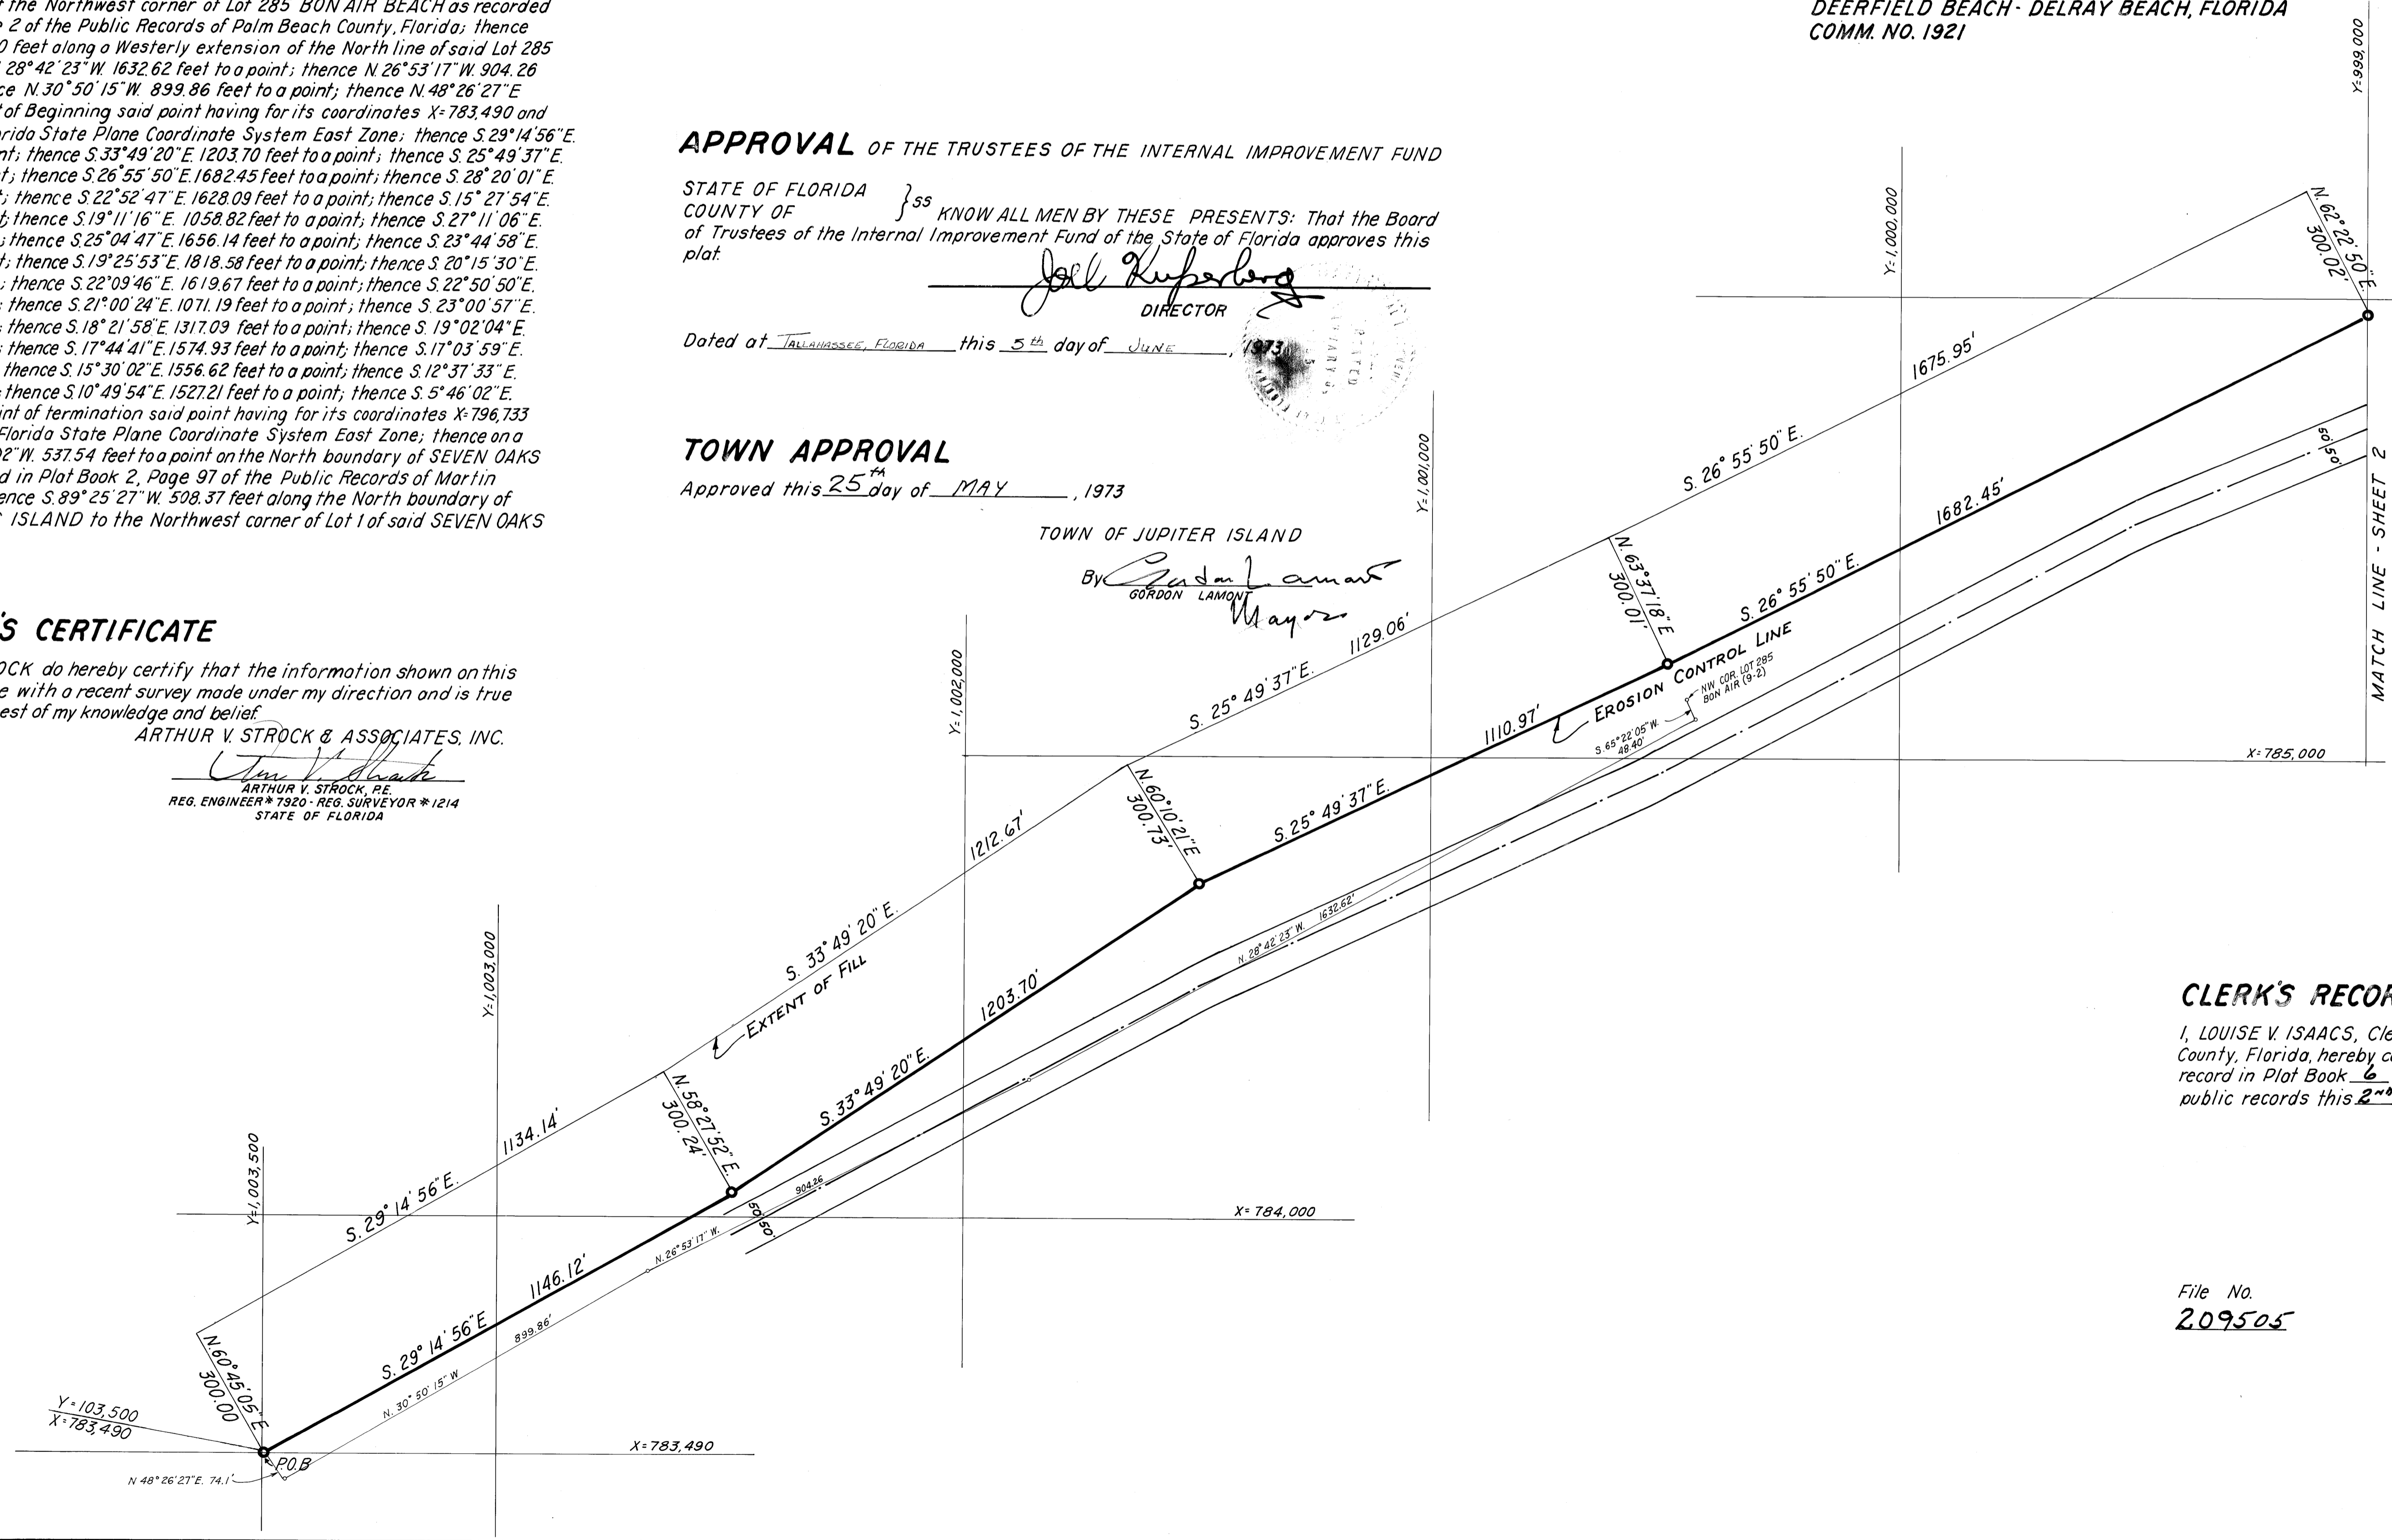 the Northwest corner of Lot 285 BON AIR BEACH as recorded
2 of the Public Records of Palm Beach County, Florida; thence
0 feet along a Westerly extension of the North line of said Lot 285
28°42'23"W. 1632.62 feet to a point; thence N.26°53'17"W. 904.26
ce N.30°50'15"W. 899.86 feet to a point; thence N.48°26'27"E
of Beginning said point having for its coordinates X=783,490 and
orida State Plane Coordinate System East Zone; thence S.29°14'56"E.
nt; thence S.33°49'20"E. 1203.70 feet to a point; thence S.25°49'37"E.
t; thence S.26°55'50"E. 1682.45 feet to a point; thence S.28°20'01"E.
; thence S.22°52'47"E. 1628.09 feet to a point; thence S.15°27'54"E.
t; thence S.19°11'16"E. 1058.82 feet to a point; thence S.27°11'06"E.
; thence S.25°04'47"E. 1656.14 feet to a point; thence S.23°44'58"E.
t; thence S.19°25'53"E. 1818.58 feet to a point; thence S.20°15'30"E.
; thence S.22°09'46"E. 1619.67 feet to a point; thence S.22°50'50"E.
; thence S.21°00'24"E. 1071.19 feet to a point; thence S.23°00'57"E.
; thence S.18°21'58"E. 1317.09 feet to a point; thence S.19°02'04"E.
; thence S.17°44'41"E. 1574.93 feet to a point; thence S.17°03'59"E.
thence S.15°30'02"E. 1556.62 feet to a point; thence S.12°37'33"E.
; thence S.10°49'54"E. 1527.21 feet to a point; thence S.5°46'02"E.
int of termination said point having for its coordinates X=796,733
Florida State Plane Coordinate System East Zone; thence on a
02"W. 537.54 feet to a point on the North boundary of SEVEN OAKS
d in Plat Book 2, Page 97 of the Public Records of Martin
ence S.89°25'27"W. 508.37 feet along the North boundary of
ISLAND to the Northwest corner of Lot 1 of said SEVEN OAKS
'S CERTIFICATE
OCK do hereby certify that the information shown on this
e with a recent survey made under my direction and is true
est of my knowledge and belief.
ARTHUR V. STROCK & ASSOCIATES, INC.
ARTHUR V. STROCK, P.E.
REG. ENGINEER # 7920 - REG. SURVEYOR # 1214
STATE OF FLORIDA
APPROVAL OF THE TRUSTEES OF THE INTERNAL IMPROVEMENT FUND
STATE OF FLORIDA
COUNTY OF }ss KNOW ALL MEN BY THESE PRESENTS: That the Board
of Trustees of the Internal Improvement Fund of the State of Florida approves this
plat.
Joel Kuperberg
DIRECTOR
Dated at TALLAHASSEE, FLORIDA this 5th day of JUNE, 1973
TOWN APPROVAL
Approved this 25th day of MAY, 1973
TOWN OF JUPITER ISLAND
By Gordon Lamont
GORDON LAMONT
Mayor
DEERFIELD BEACH - DELRAY BEACH, FLORIDA
COMM. NO. 1921
Y=999,000
Y=1,000,000
Y=1,001,000
Y=1,002,000
Y=1,003,000
Y=1,003,500
N. 62°22'50"E.
300.02'
1675.95'
S. 26°55'50"E.
1682.45'
50' 50'
MATCH LINE - SHEET 2
N. 63°37'18"E
300.01'
S. 26°55'50"E.
EROSION CONTROL LINE
NW COR. LOT 285
BON AIR (9-2)
S. 65°22'05"W.
48.40'
1110.97'
1129.06'
S. 25°49'37"E.
X=785,000
N. 60°10'21"E
300.73'
S. 25°49'37"E.
1212.67'
S. 33°49'20"E.
EXTENT OF FILL
N. 28°42'23"W. 1632.62'
1203.70'
S. 33°49'20"E.
N. 58°27'52"E.
300.24'
904.26
50' 50'
N. 26°53'17"W.
X=784,000
1134.14'
S. 29°14'56"E.
1146.12'
S. 29°14'56"E
899.86'
N. 30°50'15"W
N. 60°45'05"E
300.00
Y=103,500
X=783,490
X=783,490
P.O.B
N 48°26'27"E. 74.1'
CLERK'S RECOR
I, LOUISE V. ISAACS, Cle
County, Florida, hereby c
record in Plat Book 6
public records this 2ND
File No.
209505